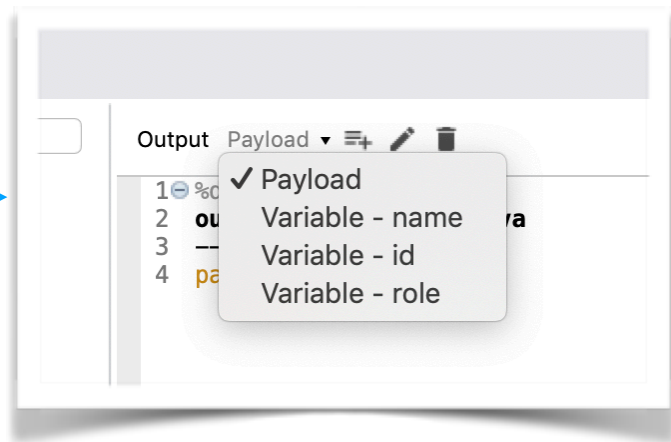 Output Payload
✓ Payload
Variable - name
Variable - id
Variable - role
1
2
3
4